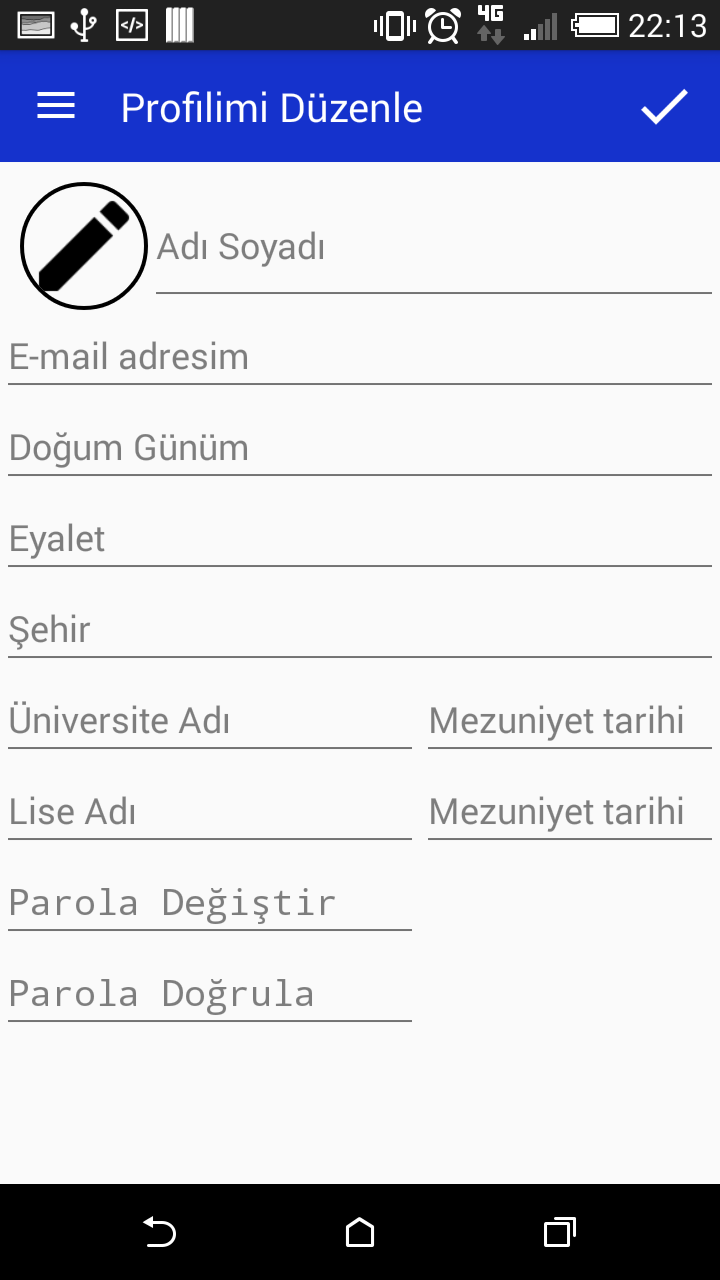 4G 22:13
Profilimi Düzenle
Adı Soyadı
E-mail adresim
Doğum Günüm
Eyalet
Şehir
Üniversite Adı Mezuniyet tarihi
Lise Adı Mezuniyet tarihi
Parola Değiştir
Parola Doğrula